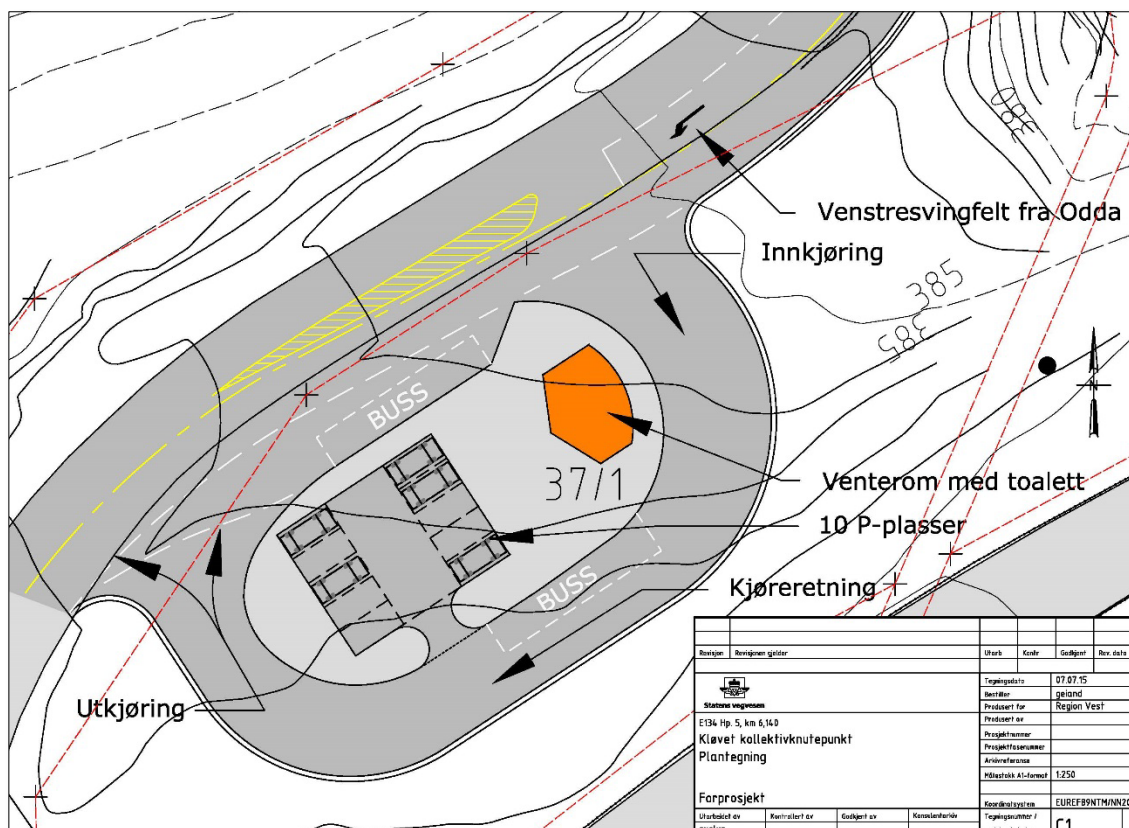 Venstresvingfelt fra Odda
Innkjøring
385
385
BUSS
37/1
Venterom med toalett
10 P-plasser
BUSS
Kjøreretning
Utkjøring
Revisjon Revisjonen gjelder Utarb Kontr Godkjent Rev. dato
Statens vegvesen
Tegningsdato 07.07.15
Bestiller geiand
Produsert for Region Vest
Produsert av
Prosjektnummer
Prosjektfasenummer
Arkivreferanse
Målestokk A1-format 1:250
Koordinatsystem EUREF89NTM/NN20
E134 Hp. 5, km 6,140
Kløvet kollektivknutepunkt
Plantegning
Forprosjekt
Utarbeidet av Kontrollert av Godkjent av Konsulentarkiv
Tegningsnummer /
C1